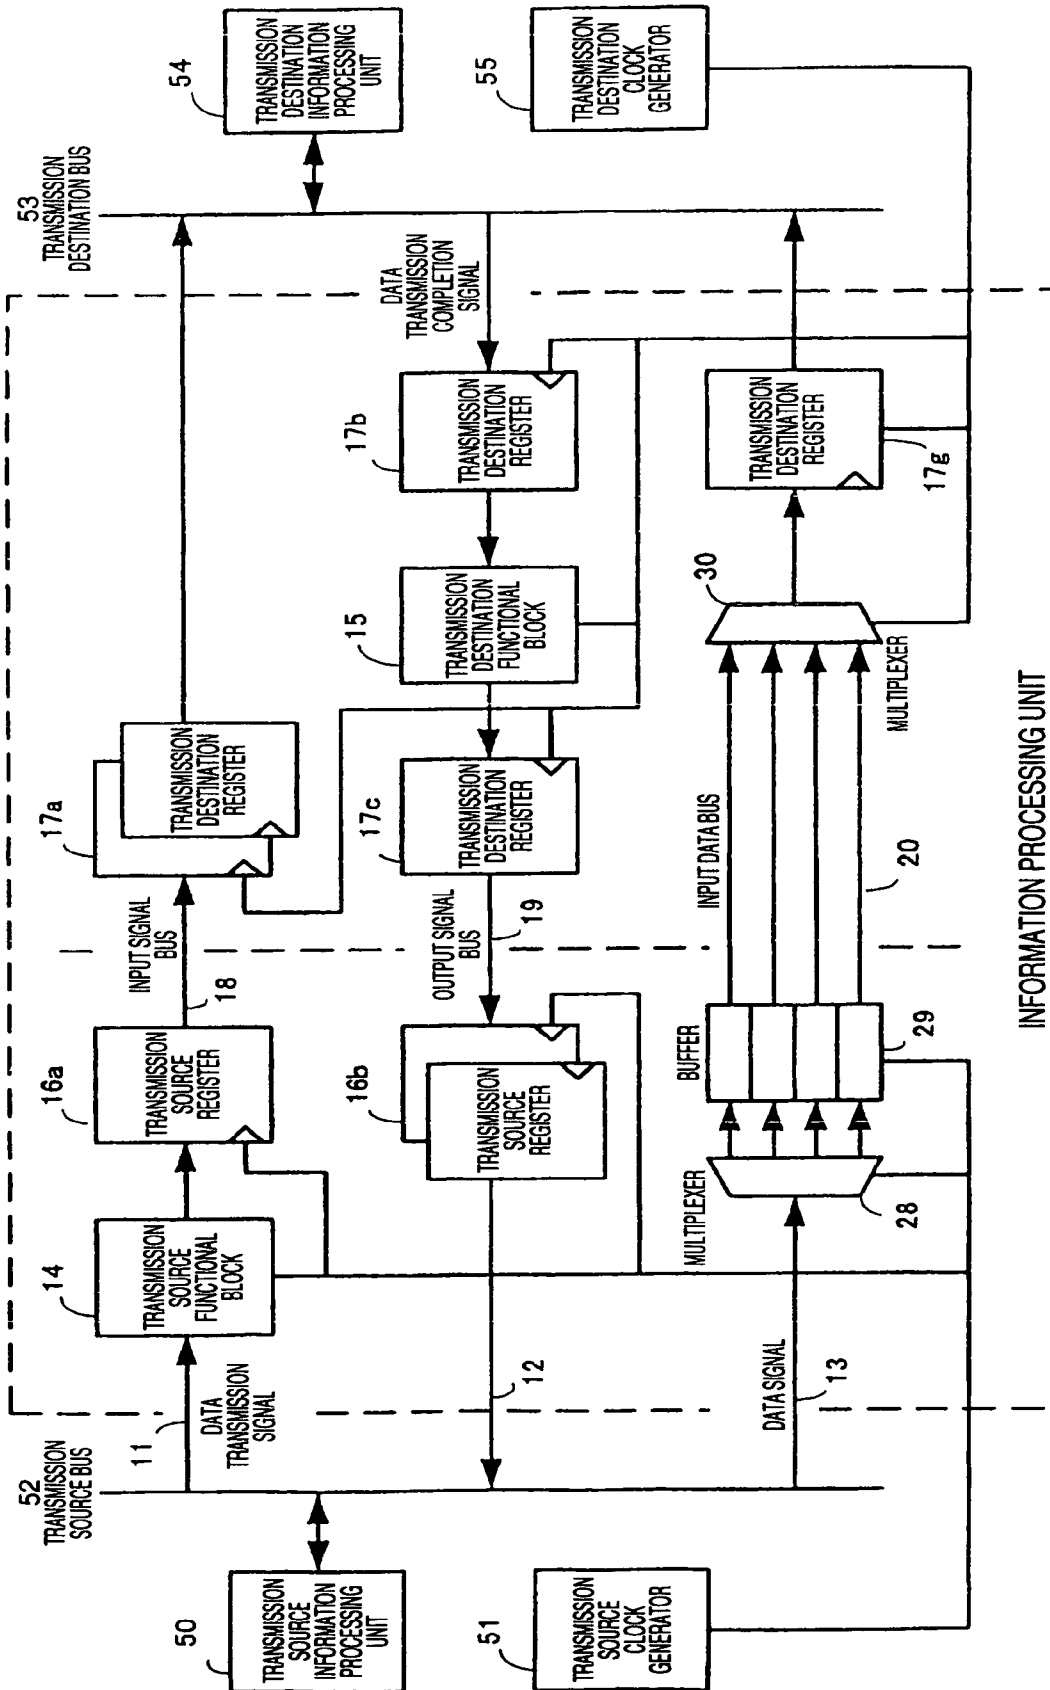 50
TRANSMISSION
SOURCE
INFORMATION
PROCESSING
UNIT
51
TRANSMISSION
SOURCE
CLOCK
GENERATOR
52
TRANSMISSION
SOURCE BUS
11
DATA
TRANSMISSION
SIGNAL
14
TRANSMISSION
SOURCE
FUNCTIONAL
BLOCK
16a
TRANSMISSION
SOURCE
REGISTER
18
INPUT SIGNAL
BUS
17a
TRANSMISSION
DESTINATION
REGISTER
53
TRANSMISSION
DESTINATION BUS
54
TRANSMISSION
DESTINATION
INFORMATION
PROCESSING
UNIT
55
TRANSMISSION
DESTINATION
CLOCK
GENERATOR
12
16b
TRANSMISSION
SOURCE
REGISTER
OUTPUT SIGNAL
BUS
19
17c
TRANSMISSION
DESTINATION
REGISTER
15
TRANSMISSION
DESTINATION
FUNCTIONAL
BLOCK
17b
TRANSMISSION
DESTINATION
REGISTER
DATA
TRANSMISSION
COMPLETION
SIGNAL
DATA SIGNAL
13
MULTIPLEXER
28
BUFFER
29
INPUT DATA BUS
20
MULTIPLEXER
30
TRANSMISSION
DESTINATION
REGISTER
17g
INFORMATION PROCESSING UNIT